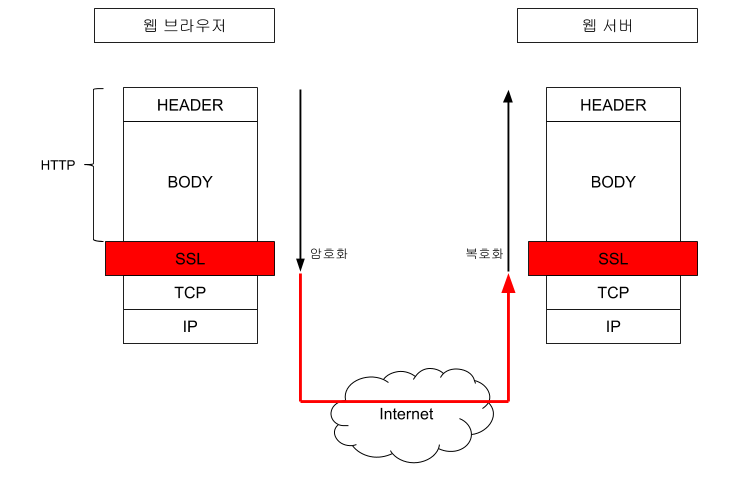 웹 브라우저
웹 서버
HEADER
HEADER
HTTP
BODY
BODY
암호화
복호화
SSL
SSL
TCP
TCP
IP
IP
Internet